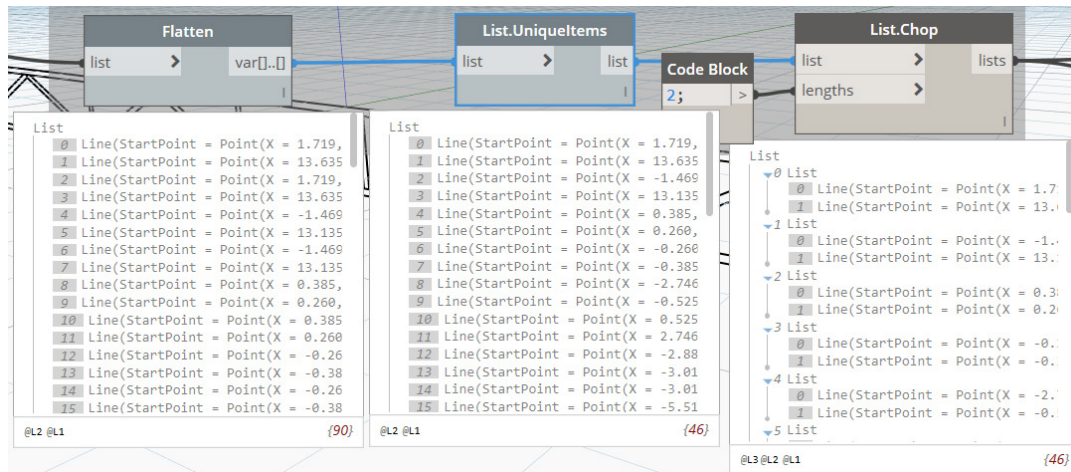 Flatten
list > var[]..[]
l
List.UniqueItems
list > list
l
Code Block
2; >
List.Chop
list > lists
lengths >
l
List
0 Line(StartPoint = Point(X = 1.719,
1 Line(StartPoint = Point(X = 13.635
2 Line(StartPoint = Point(X = 1.719,
3 Line(StartPoint = Point(X = 13.635
4 Line(StartPoint = Point(X = -1.469
5 Line(StartPoint = Point(X = 13.135
6 Line(StartPoint = Point(X = -1.469
7 Line(StartPoint = Point(X = 13.135
8 Line(StartPoint = Point(X = 0.385,
9 Line(StartPoint = Point(X = 0.260,
10 Line(StartPoint = Point(X = 0.385
11 Line(StartPoint = Point(X = 0.260
12 Line(StartPoint = Point(X = -0.26
13 Line(StartPoint = Point(X = -0.38
14 Line(StartPoint = Point(X = -0.26
15 Line(StartPoint = Point(X = -0.38
@L2 @L1 {90}
List
0 Line(StartPoint = Point(X = 1.719,
1 Line(StartPoint = Point(X = 13.635
2 Line(StartPoint = Point(X = -1.469
3 Line(StartPoint = Point(X = 13.135
4 Line(StartPoint = Point(X = 0.385,
5 Line(StartPoint = Point(X = 0.260,
6 Line(StartPoint = Point(X = -0.260
7 Line(StartPoint = Point(X = -0.385
8 Line(StartPoint = Point(X = -2.746
9 Line(StartPoint = Point(X = -0.525
10 Line(StartPoint = Point(X = 0.525
11 Line(StartPoint = Point(X = 2.746
12 Line(StartPoint = Point(X = -2.88
13 Line(StartPoint = Point(X = -3.01
14 Line(StartPoint = Point(X = -3.01
15 Line(StartPoint = Point(X = -5.51
@L2 @L1 {46}
List
0 List
0 Line(StartPoint = Point(X = 1.7
1 Line(StartPoint = Point(X = 13.
1 List
0 Line(StartPoint = Point(X = -1.
1 Line(StartPoint = Point(X = 13.
2 List
0 Line(StartPoint = Point(X = 0.3
1 Line(StartPoint = Point(X = 0.2
3 List
0 Line(StartPoint = Point(X = -0.
1 Line(StartPoint = Point(X = -0.
4 List
0 Line(StartPoint = Point(X = -2.
1 Line(StartPoint = Point(X = -0.
5 List
@L3 @L2 @L1 {46}